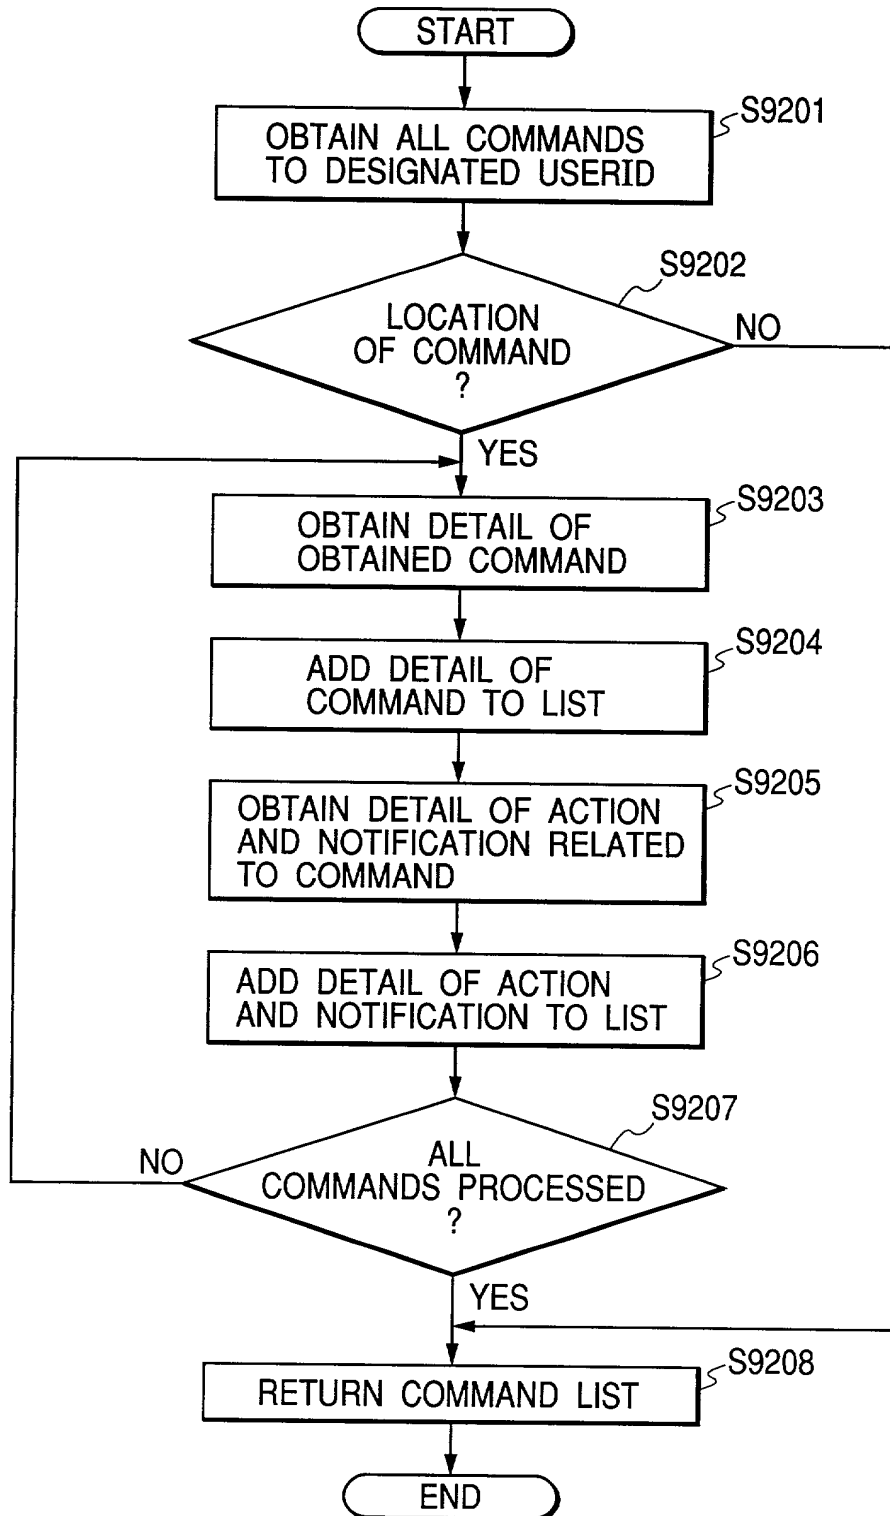 START
S9201
OBTAIN ALL COMMANDS
TO DESIGNATED USERID
S9202
LOCATION
OF COMMAND
?
NO
YES
S9203
OBTAIN DETAIL OF
OBTAINED COMMAND
S9204
ADD DETAIL OF
COMMAND TO LIST
S9205
OBTAIN DETAIL OF ACTION
AND NOTIFICATION RELATED
TO COMMAND
S9206
ADD DETAIL OF ACTION
AND NOTIFICATION TO LIST
S9207
ALL
COMMANDS PROCESSED
?
NO
YES
S9208
RETURN COMMAND LIST
END